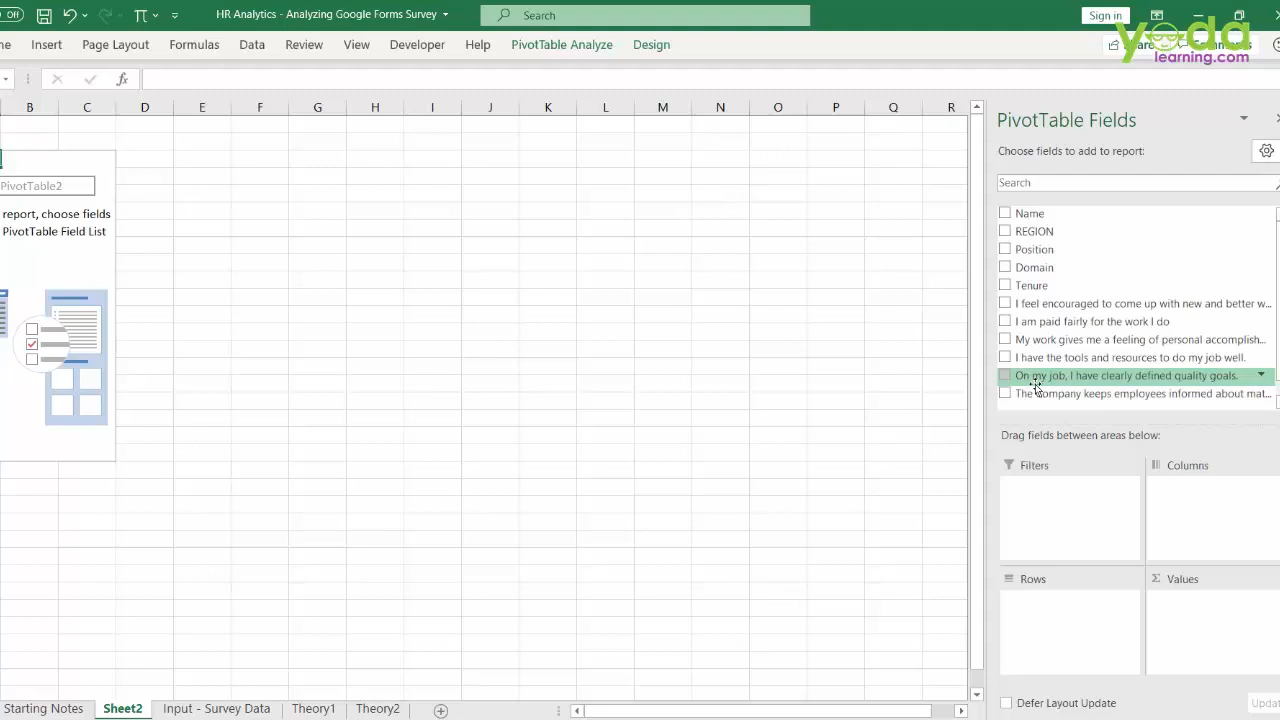 Off
HR Analytics - Analyzing Google Forms Survey
Search
Sign in
me Insert Page Layout Formulas Data Review View Developer Help PivotTable Analyze Design
yoda
learning.com
fx
B C D E F G H I J K L M N O P Q R
PivotTable2
report, choose fields
PivotTable Field List
PivotTable Fields
Choose fields to add to report:
Search
Name
REGION
Position
Domain
Tenure
I feel encouraged to come up with new and better w...
I am paid fairly for the work I do
My work gives me a feeling of personal accomplish...
I have the tools and resources to do my job well.
On my job, I have clearly defined quality goals.
The company keeps employees informed about mat...
Drag fields between areas below:
Filters
Columns
Rows
Σ Values
Defer Layout Update
Updat
Starting Notes Sheet2 Input - Survey Data Theory1 Theory2